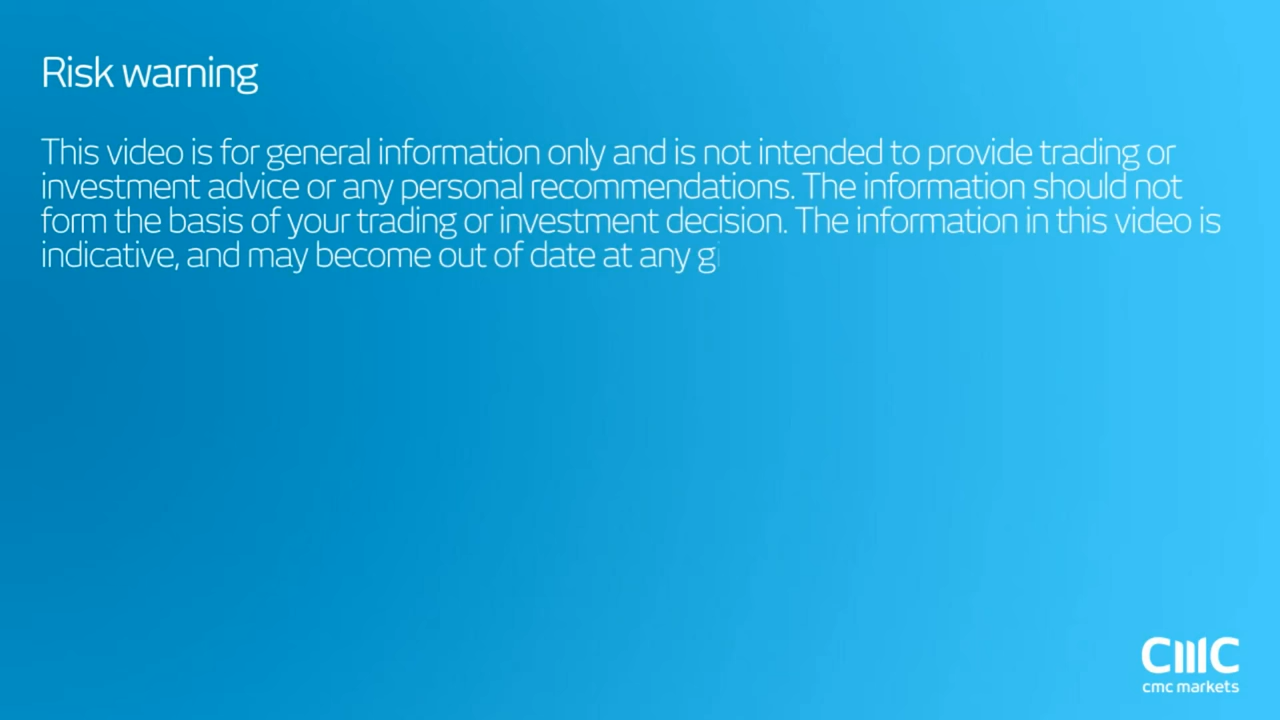 Risk warning
This video is for general information only and is not intended to provide trading or
investment advice or any personal recommendations. The information should not
form the basis of your trading or investment decision. The information in this video is
indicative, and may become out of date at any gi
cmc
cmc markets